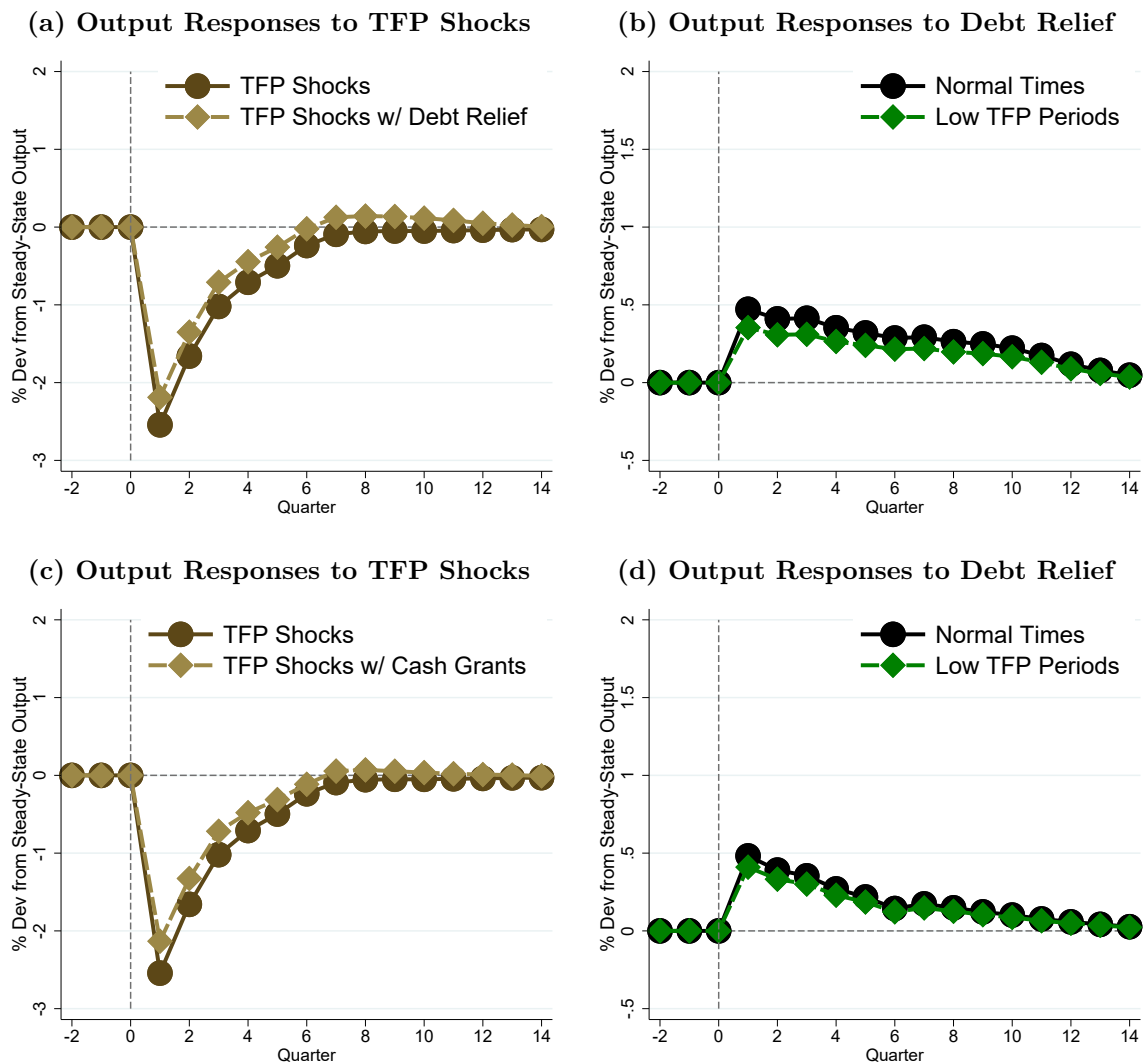 (a) Output Responses to TFP Shocks
% Dev from Steady-State Output
2
1
0
-1
-2
-3
TFP Shocks
TFP Shocks w/ Debt Relief
-2 0 2 4 6 8 10 12 14
Quarter
(b) Output Responses to Debt Relief
% Dev from Steady-State Output
2
1.5
1
.5
0
-.5
Normal Times
Low TFP Periods
-2 0 2 4 6 8 10 12 14
Quarter
(c) Output Responses to TFP Shocks
% Dev from Steady-State Output
2
1
0
-1
-2
-3
TFP Shocks
TFP Shocks w/ Cash Grants
-2 0 2 4 6 8 10 12 14
Quarter
(d) Output Responses to Debt Relief
% Dev from Steady-State Output
2
1.5
1
.5
0
-.5
Normal Times
Low TFP Periods
-2 0 2 4 6 8 10 12 14
Quarter